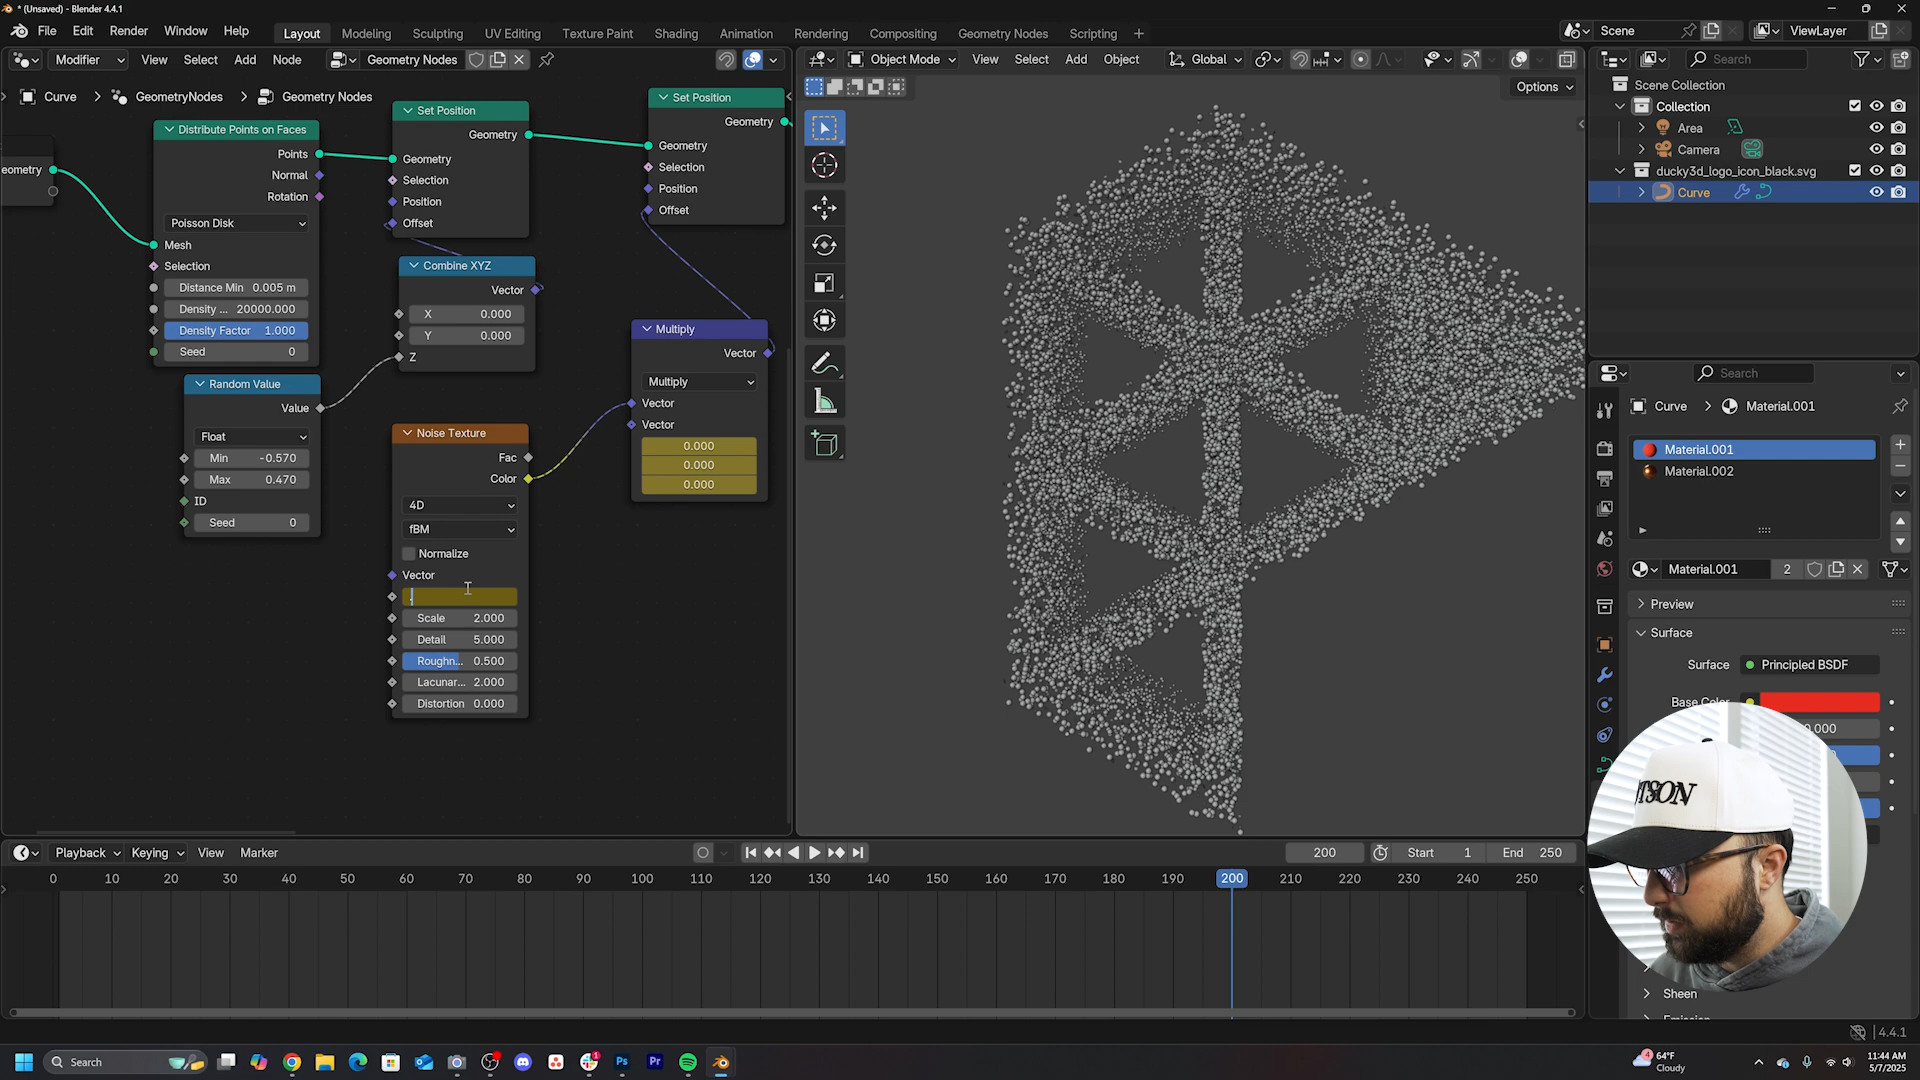 * (Unsaved) - Blender 4.4.1
File Edit Render Window Help
Layout Modeling Sculpting UV Editing Texture Paint Shading Animation Rendering Compositing Geometry Nodes Scripting +
Scene
ViewLayer
Modifier View Select Add Node
Geometry Nodes
Object Mode
View Select Add Object
Global
Search
Curve > GeometryNodes > Geometry Nodes
Options
Distribute Points on Faces
Points
Normal
Rotation
Poisson Disk
Mesh
Selection
Distance Min 0.005 m
Density ... 20000.000
Density Factor 1.000
Seed 0
eometry
Random Value
Value
Float
Min -0.570
Max 0.470
ID
Seed 0
Set Position
Geometry
Geometry
Selection
Position
Offset
Combine XYZ
Vector
X 0.000
Y 0.000
Z
Noise Texture
Fac
Color
4D
fBM
Normalize
Vector
Scale 2.000
Detail 5.000
Roughn... 0.500
Lacunar... 2.000
Distortion 0.000
Set Position
Geometry
Geometry
Selection
Position
Offset
Multiply
Vector
Multiply
Vector
Vector
0.000
0.000
0.000
Scene Collection
Collection
Area
Camera
ducky3d_logo_icon_black.svg
Curve
Search
Curve > Material.001
Material.001
Material.002
Material.001 2
Preview
Surface
Surface Principled BSDF
Base Color
0.000
Sheen
Playback Keying View Marker
200 Start 1 End 250
0 10 20 30 40 50 60 70 80 90 100 110 120 130 140 150 160 170 180 190 200 210 220 230 240 250
4.4.1
Search
64°F
Cloudy
11:44 AM
5/7/2025